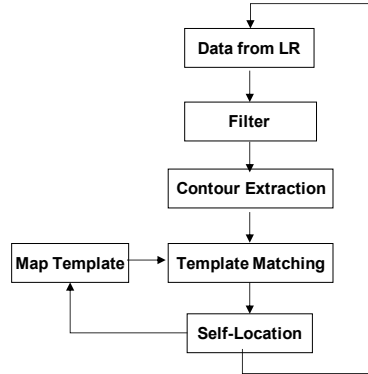 Data from LR
Filter
Contour Extraction
Map Template
Template Matching
Self-Location